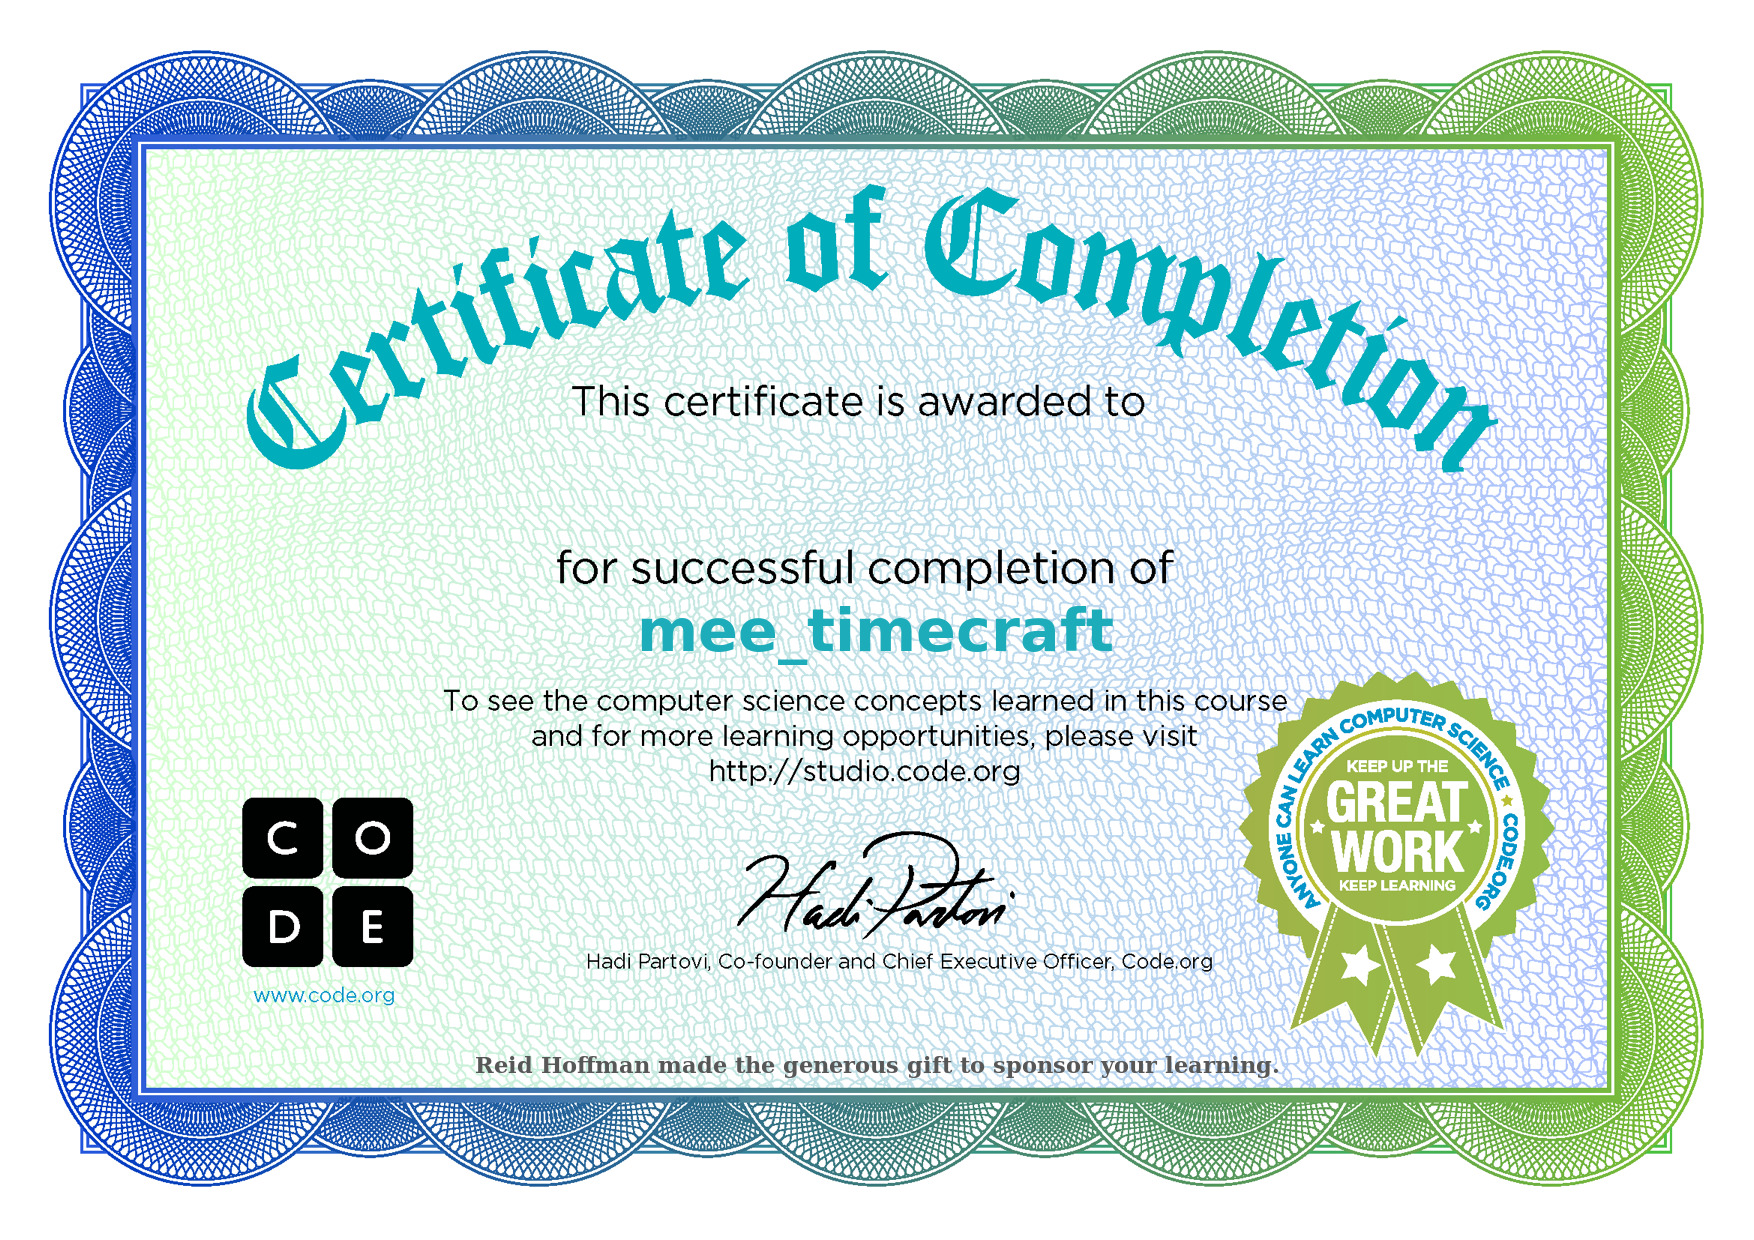 Certificate of Completion
This certificate is awarded to
for successful completion of
mee_timecraft
To see the computer science concepts learned in this course
and for more learning opportunities, please visit
http://studio.code.org
C O
D E
www.code.org
Hadi Partovi
Hadi Partovi, Co-founder and Chief Executive Officer, Code.org
ANYONE CAN LEARN COMPUTER SCIENCE ★ CODE.ORG
KEEP UP THE
GREAT
WORK
KEEP LEARNING
Reid Hoffman made the generous gift to sponsor your learning.